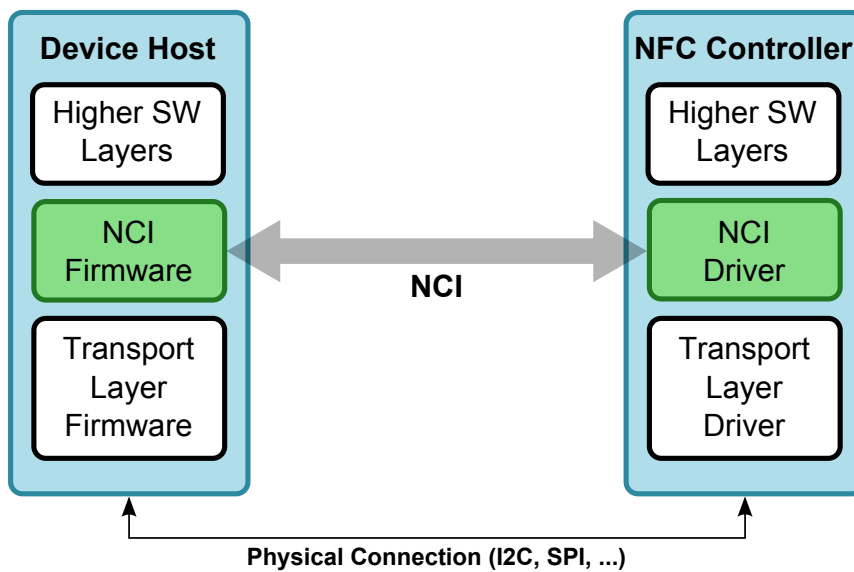 Device Host
Higher SW
Layers
NCI
Firmware
Transport
Layer
Firmware
NCI
NFC Controller
Higher SW
Layers
NCI
Driver
Transport
Layer
Driver
Physical Connection (I2C, SPI, ...)